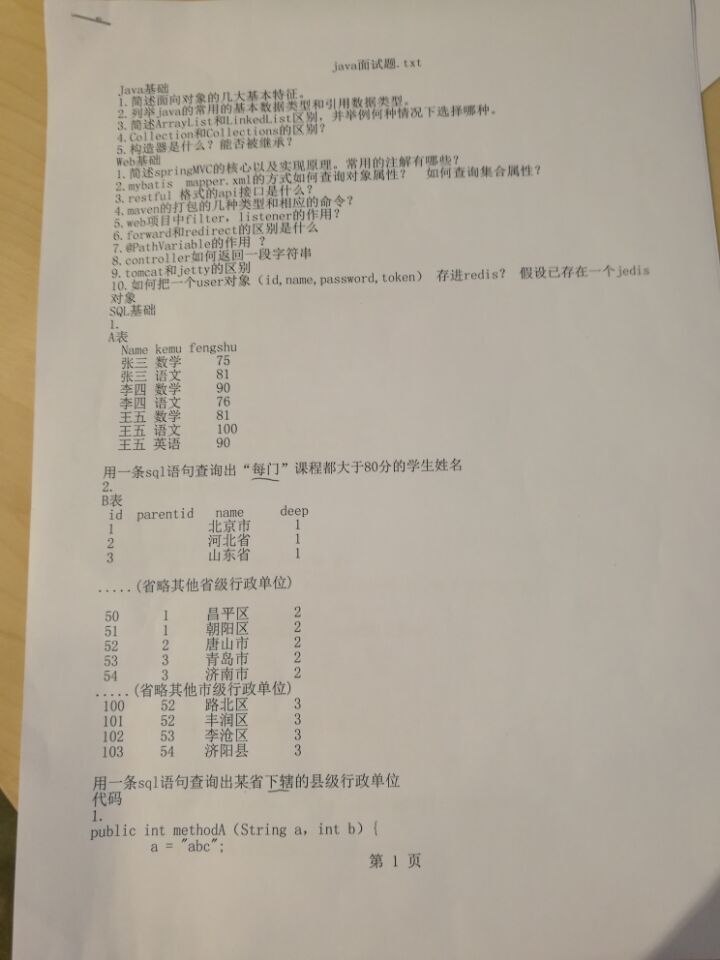 java面试题.txt
Java基础
1.简述面向对象的几大基本特征。
2.列举java的常用的基本数据类型和引用数据类型。
3.简述ArrayList和LinkedList区别，并举例何种情况下选择哪种。
4.Collection和Collections的区别？
5.构造器是什么？能否被继承？
Web基础
1.简述springMVC的核心以及实现原理。常用的注解有哪些？
2.mybatis mapper.xml的方式如何查询对象属性？ 如何查询集合属性？
3.restful 格式的api接口是什么？
4.maven的打包的几种类型和相应的命令？
5.web项目中filter，listener的作用？
6.forward和redirect的区别是什么
7.@PathVariable的作用 ？
8.controller如何返回一段字符串
9.tomcat和jetty的区别
10.如何把一个user对象（id,name,password,token） 存进redis？ 假设已存在一个jedis
对象
SQL基础
1.
A表
Name kemu fengshu
张三 数学 75
张三 语文 81
李四 数学 90
李四 语文 76
王五 数学 81
王五 语文 100
王五 英语 90
用一条sql语句查询出“每门”课程都大于80分的学生姓名
2.
B表
id parentid name deep
1 北京市 1
2 河北省 1
3 山东省 1
.....(省略其他省级行政单位)
50 1 昌平区 2
51 1 朝阳区 2
52 2 唐山市 2
53 3 青岛市 2
54 3 济南市 2
.....(省略其他市级行政单位)
100 52 路北区 3
101 52 丰润区 3
102 53 李沧区 3
103 54 济阳县 3
用一条sql语句查询出某省下辖的县级行政单位
代码
1.
public int methodA（String a，int b）{
a = "abc";
第 1 页